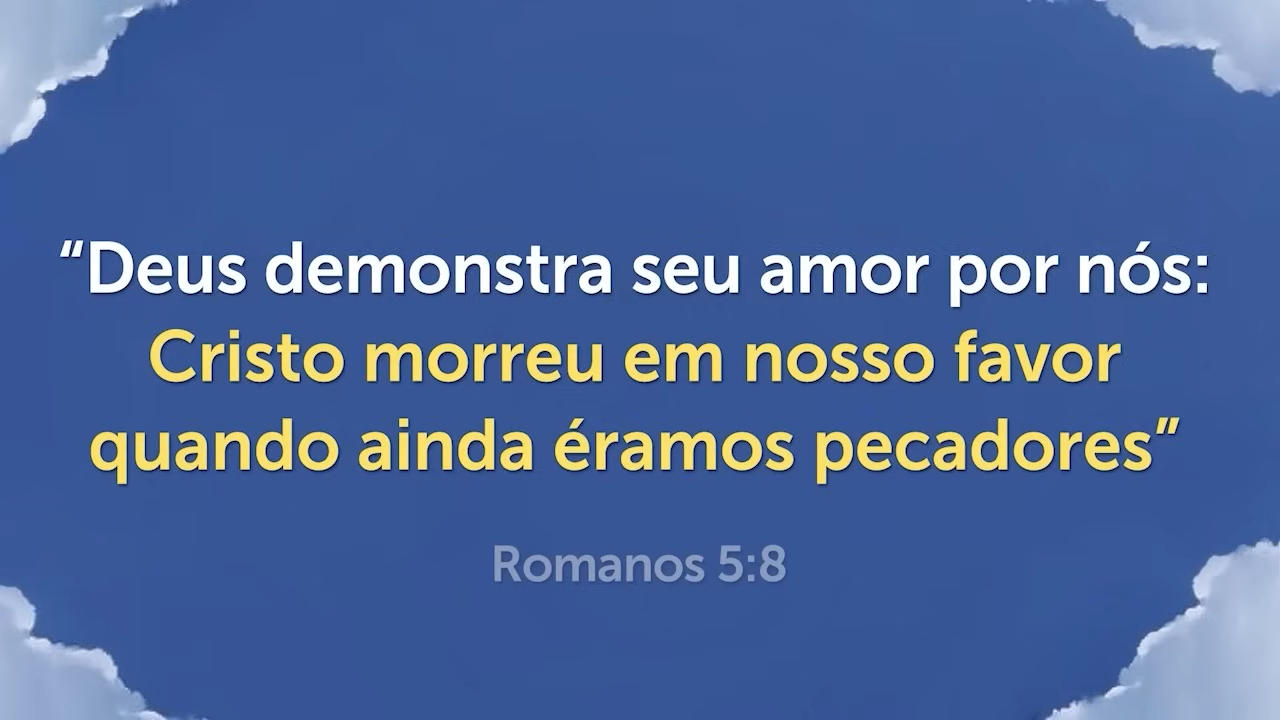 “Deus demonstra seu amor por nós:
Cristo morreu em nosso favor
quando ainda éramos pecadores”
Romanos 5:8